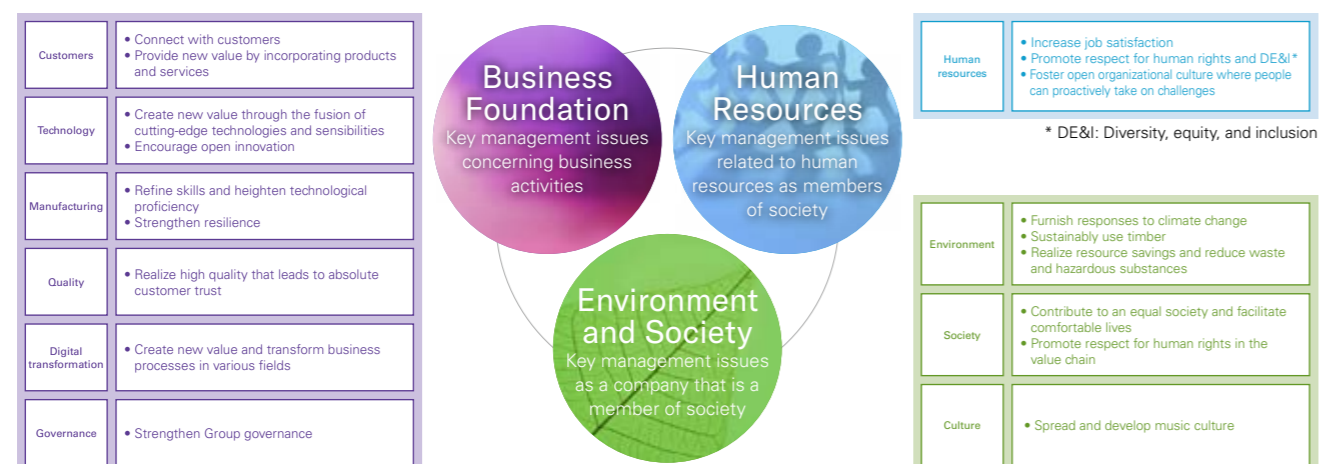 Customers
• Connect with customers
• Provide new value by incorporating products
and services
Technology
• Create new value through the fusion of
cutting-edge technologies and sensibilities
• Encourage open innovation
Manufacturing
• Refine skills and heighten technological
proficiency
• Strengthen resilience
Quality
• Realize high quality that leads to absolute
customer trust
Digital
transformation
• Create new value and transform business
processes in various fields
Governance
• Strengthen Group governance
Business
Foundation
Key management issues
concerning business
activities
Human
Resources
Key management issues
related to human
resources as members
of society
Environment
and Society
Key management issues
as a company that is a
member of society
Human
resources
• Increase job satisfaction
• Promote respect for human rights and DE&I*
• Foster open organizational culture where people
can proactively take on challenges
* DE&I: Diversity, equity, and inclusion
Environment
• Furnish responses to climate change
• Sustainably use timber
• Realize resource savings and reduce waste
and hazardous substances
Society
• Contribute to an equal society and facilitate
comfortable lives
• Promote respect for human rights in the
value chain
Culture
• Spread and develop music culture